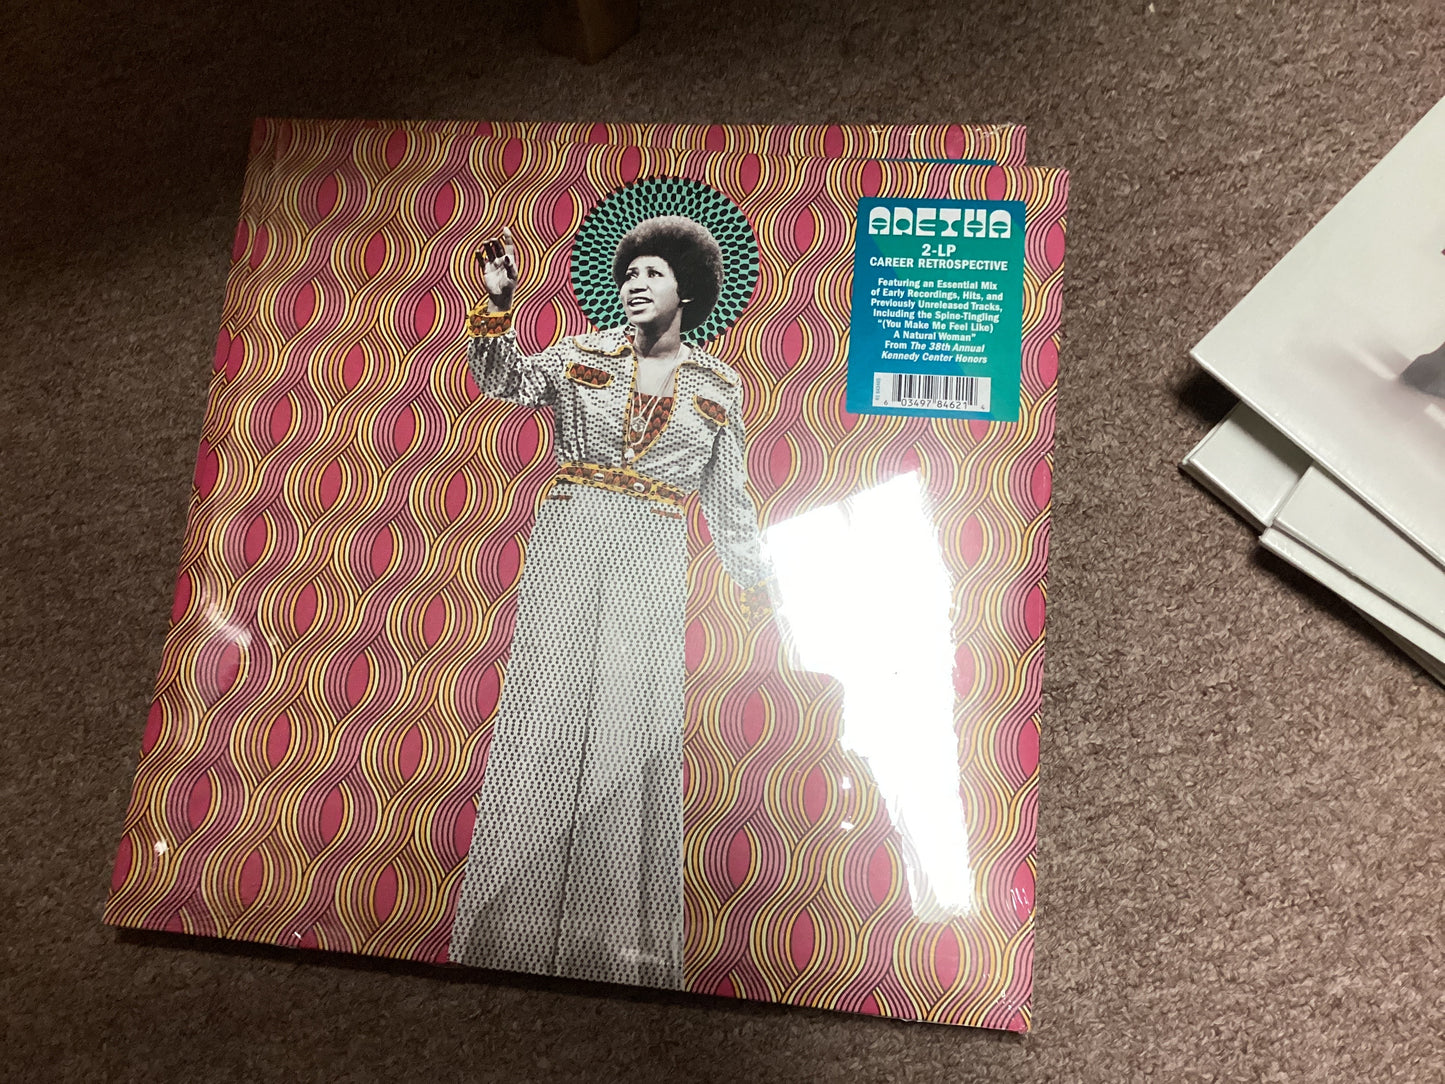 ARETHA
2-LP
CAREER RETROSPECTIVE
Featuring an Essential Mix
of Early Recordings, Hits, and
Previously Unreleased Tracks,
Including the Spine-Tingling
"(You Make Me Feel Like)
A Natural Woman"
From The 38th Annual
Kennedy Center Honors
6 03497 84621 4